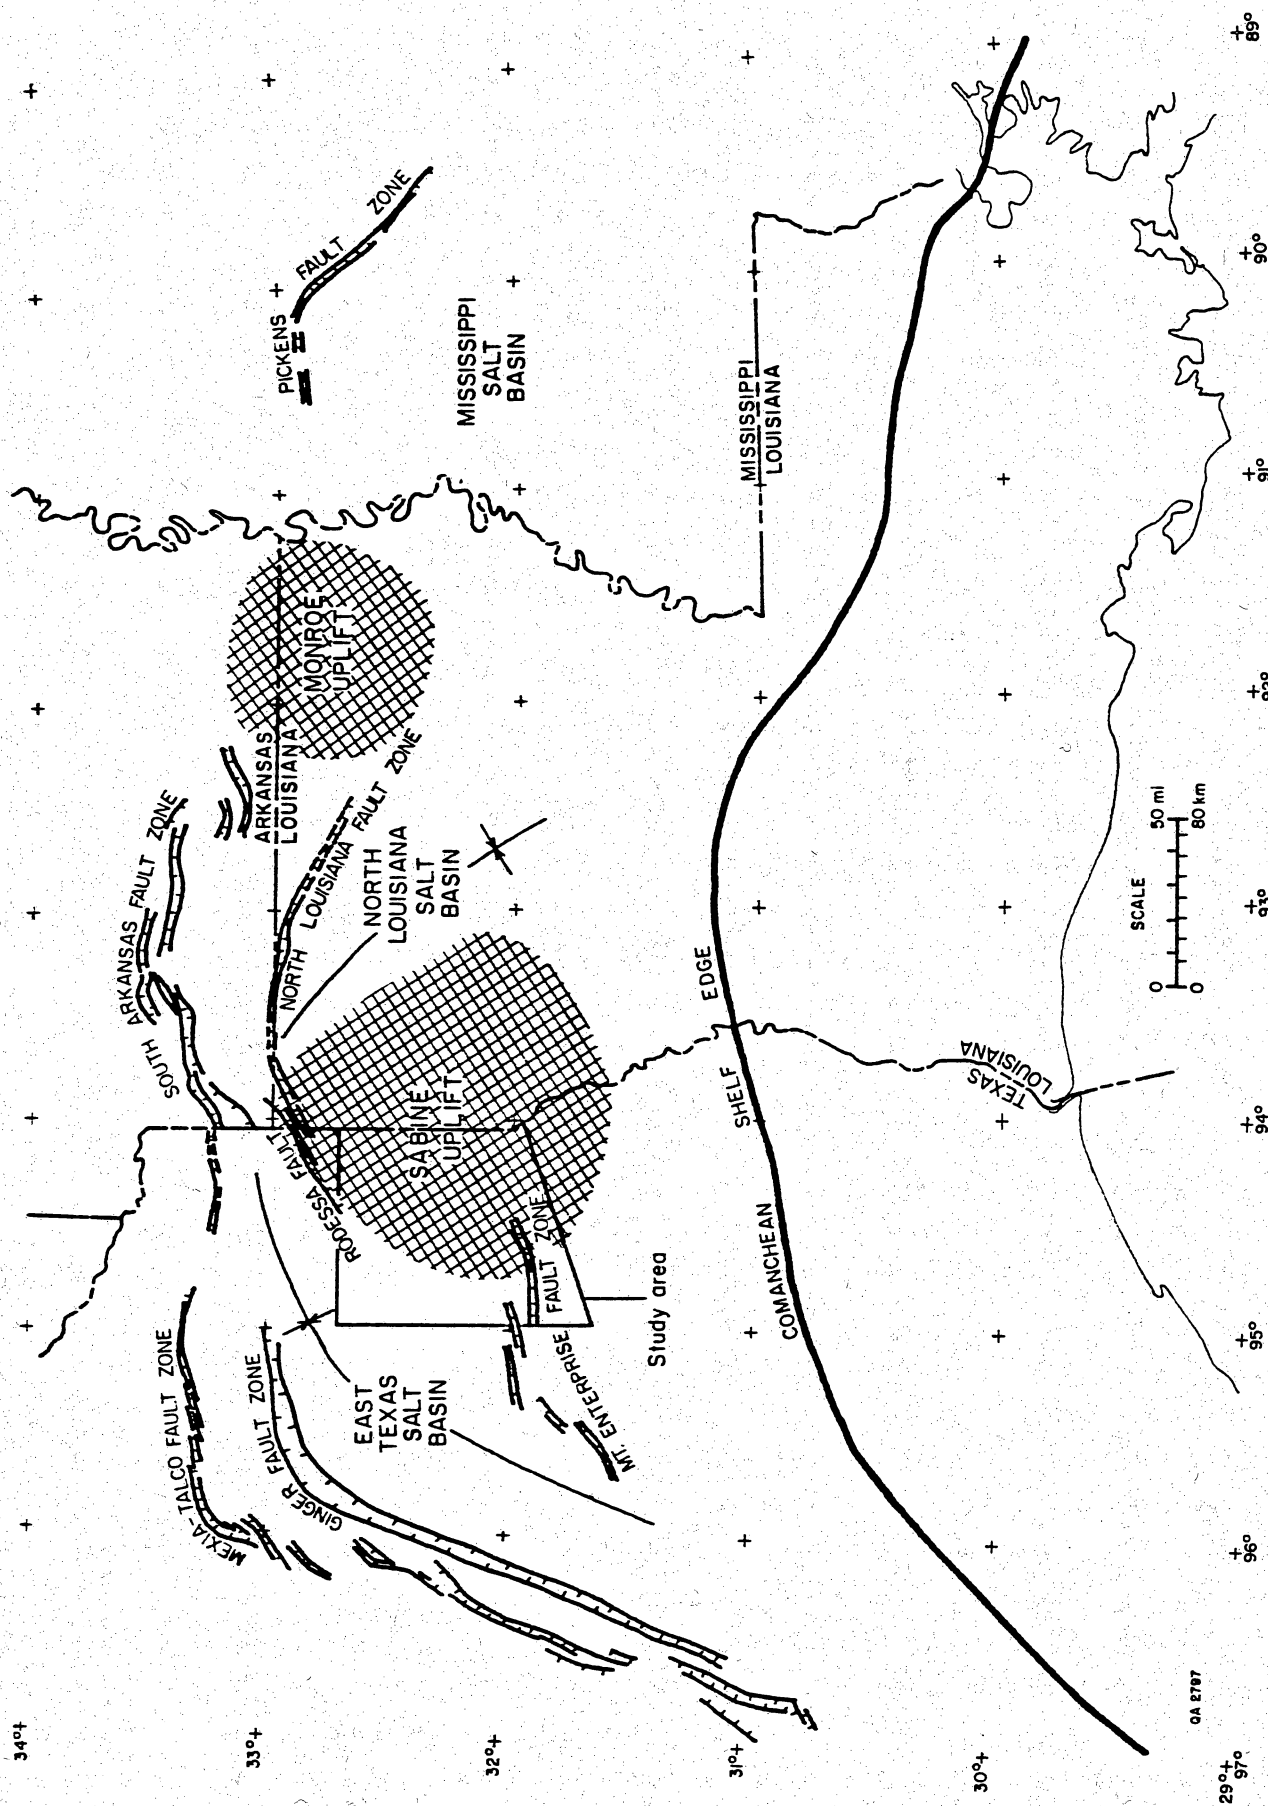 34°+
33°+
32°+
31°+
30°+
29°+
97°
+96°
+95°
+94°
+93°
+92°
+91°
+90°
+89°
MEXIA-TALCO FAULT ZONE
GINGER FAULT ZONE
EAST
TEXAS
SALT
BASIN
MT. ENTERPRISE
FAULT ZONE
Study area
RODESSA FAULT
SABINE
UPLIFT
SOUTH ARKANSAS FAULT ZONE
ARKANSAS
LOUISIANA
NORTH LOUISIANA FAULT ZONE
NORTH
LOUISIANA
SALT
BASIN
MONROE
UPLIFT
PICKENS FAULT ZONE
MISSISSIPPI
SALT
BASIN
MISSISSIPPI
LOUISIANA
COMANCHEAN SHELF EDGE
TEXAS
LOUISIANA
SCALE
0 50 mi
0 80 km
QA 2797